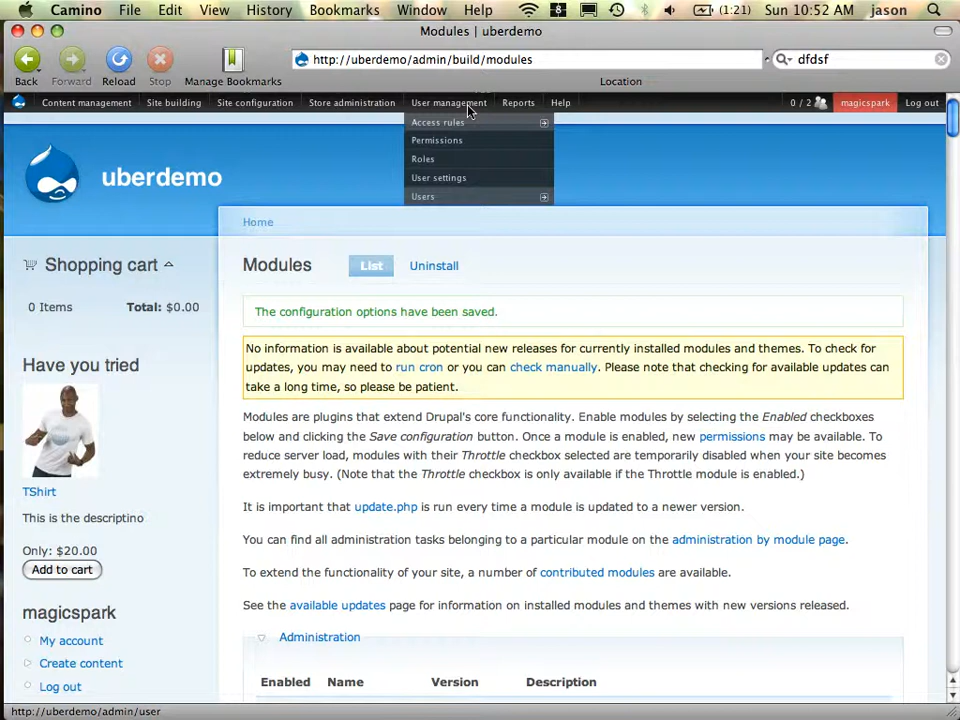 Camino File Edit View History Bookmarks Window Help 8 (1:21) Sun 10:52 AM jason
Modules | uberdemo
http://uberdemo/admin/build/modules dfdsf
Back Forward Reload Stop Manage Bookmarks Location
Content management Site building Site configuration Store administration User management Reports Help 0 / 2 magicspark Log out
Access rules
Permissions
Roles
User settings
Users
uberdemo
Home
Shopping cart
Modules List Uninstall
0 Items Total: $0.00
The configuration options have been saved.
No information is available about potential new releases for currently installed modules and themes. To check for
updates, you may need to run cron or you can check manually. Please note that checking for available updates can
take a long time, so please be patient.
Have you tried
TShirt
This is the descriptino
Only: $20.00
Add to cart
magicspark
My account
Create content
Log out
Modules are plugins that extend Drupal's core functionality. Enable modules by selecting the Enabled checkboxes
below and clicking the Save configuration button. Once a module is enabled, new permissions may be available. To
reduce server load, modules with their Throttle checkbox selected are temporarily disabled when your site becomes
extremely busy. (Note that the Throttle checkbox is only available if the Throttle module is enabled.)
It is important that update.php is run every time a module is updated to a newer version.
You can find all administration tasks belonging to a particular module on the administration by module page.
To extend the functionality of your site, a number of contributed modules are available.
See the available updates page for information on installed modules and themes with new versions released.
Administration
Enabled Name Version Description
http://uberdemo/admin/user